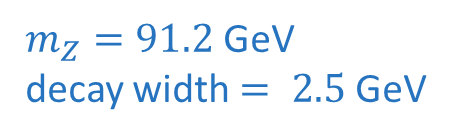 m_Z = 91.2 GeV
decay width = 2.5 GeV